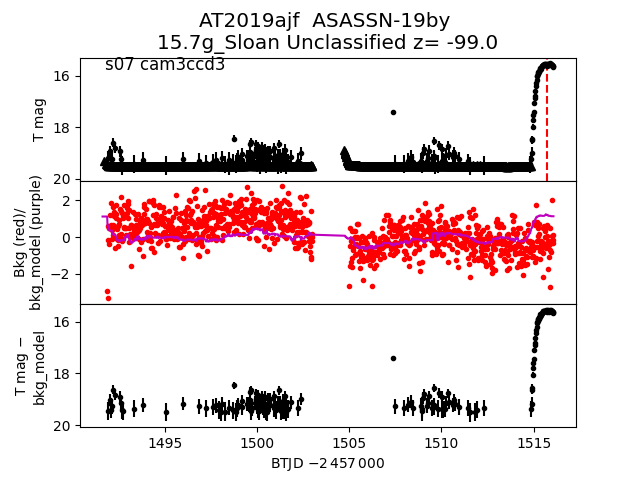 AT2019ajf  ASASSN-19by
15.7g_Sloan Unclassified z= -99.0
s07 cam3ccd3
16
18
20
T mag
2
0
−2
Bkg (red)/
bkg_model (purple)
16
18
20
T mag −
bkg_model
1495 1500 1505 1510 1515
BTJD −2 457 000